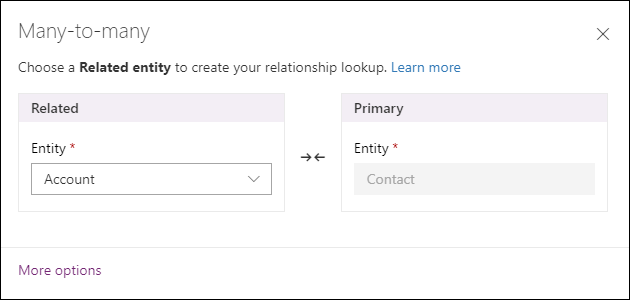 Many-to-many
Choose a Related entity to create your relationship lookup. Learn more
Related
Primary
Entity *
Entity *
Account
Contact
More options